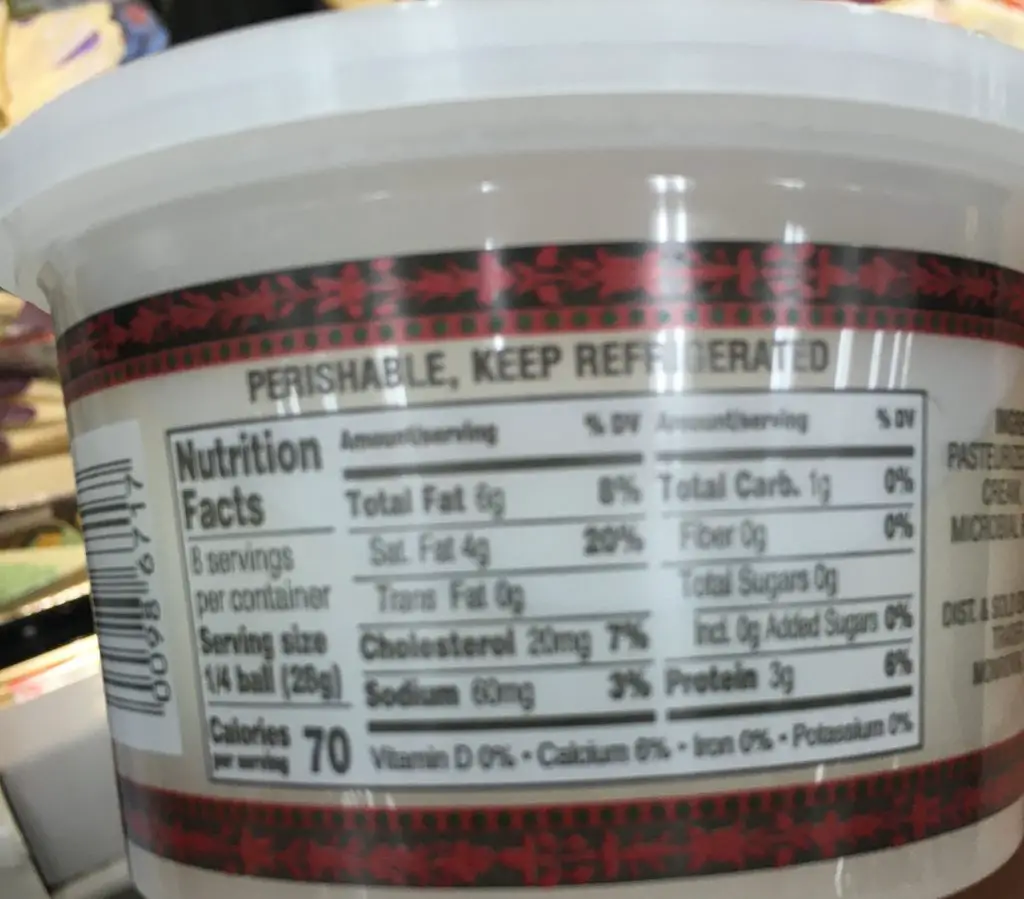 PERISHABLE, KEEP REFRIGERATED
Nutrition
Facts
8 servings
per container
Serving size
1/4 ball (28g)
Calories
per serving
70
Amount/serving % DV
Total Fat 6g 8%
Sat. Fat 4g 20%
Trans Fat 0g
Cholesterol 20mg 7%
Sodium 60mg 3%
Amount/serving % DV
Total Carb. 1g 0%
Fiber 0g 0%
Total Sugars 0g
Incl. 0g Added Sugars 0%
Protein 3g 6%
Vitamin D 0% • Calcium 6% • Iron 0% • Potassium 0%
CREAM,
DIST. & SOLD